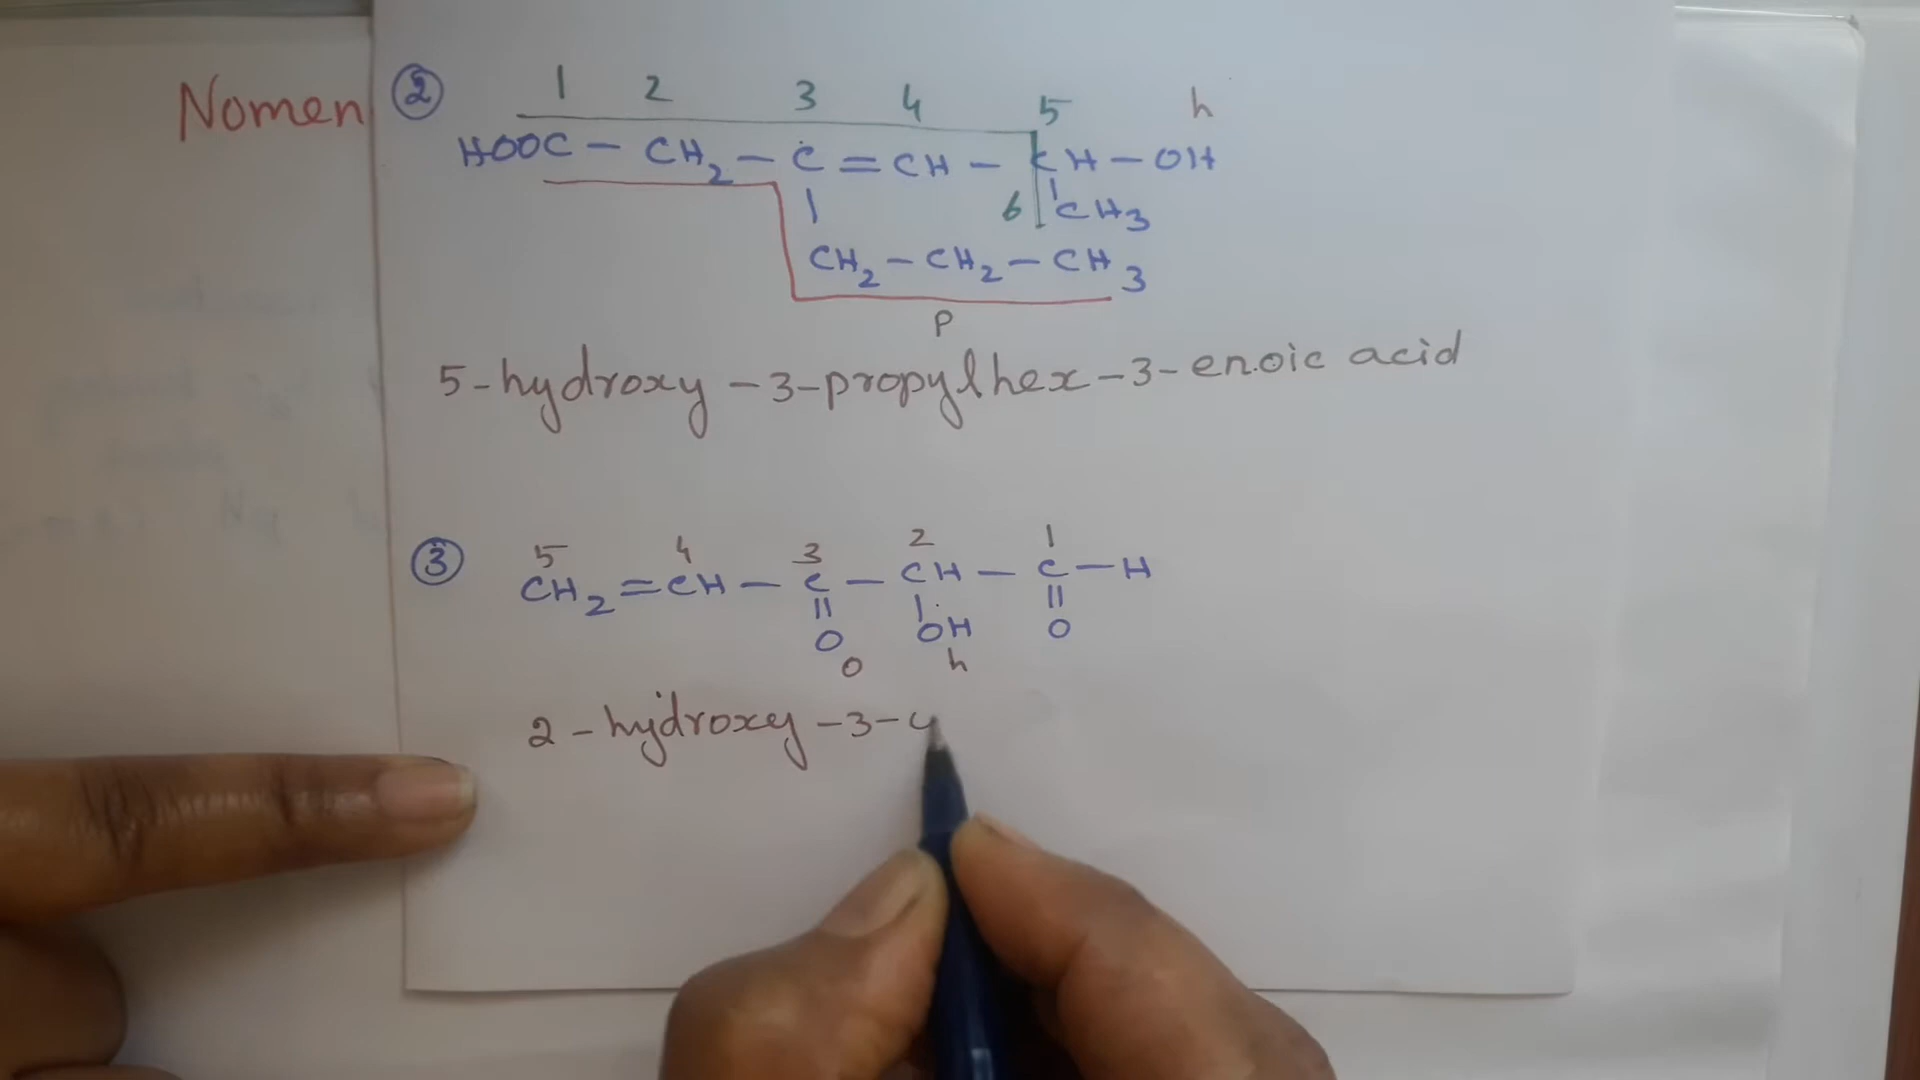 Nomen
② 1 2 3 4 5 h
HOOC – CH2 – C = CH – CH – OH
6 CH3
CH2 – CH2 – CH3
P
5-hydroxy -3-propylhex-3-enoic acid
③ 5 4 3 2 1
CH2 = CH – C – CH – C – H
O OH O
o h
2-hydroxy-3-